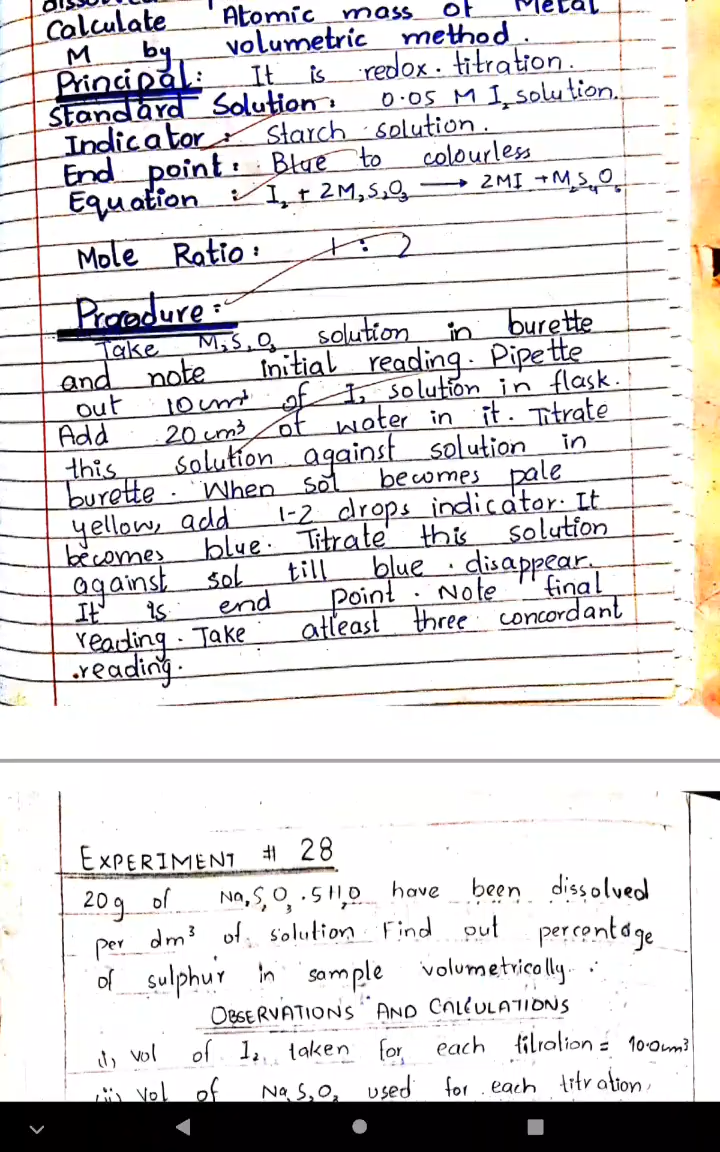 Calculate Atomic mass of Metal
M by volumetric method.
Principal: It is redox titration.
Standard Solution: 0.05 M I₂ solution.
Indicator: Starch solution.
End point: Blue to colourless
Equation: I₂ + 2M₂S₂O₃ → 2MI + M₂S₄O₆
Mole Ratio: 1 : 2
Procedure:
Take M₂S₂O₃ solution in burette
and note initial reading. Pipette
out 10cm³ of I₂ solution in flask.
Add 20cm³ of water in it. Titrate
this solution against solution in
burette. When sol becomes pale
yellow, add 1-2 drops indicator. It
becomes blue. Titrate this solution
against sol till blue disappear.
It is end point. Note final
reading. Take atleast three concordant
reading.
EXPERIMENT # 28
20g of Na₂S₂O₃.5H₂O have been dissolved
per dm³ of solution. Find out percentage
of sulphur in sample volumetrically.
OBSERVATIONS AND CALCULATIONS
(i) vol of I₂ taken for each titration = 10.0cm³
(ii) Vol of Na₂S₂O₃ used for each titration,